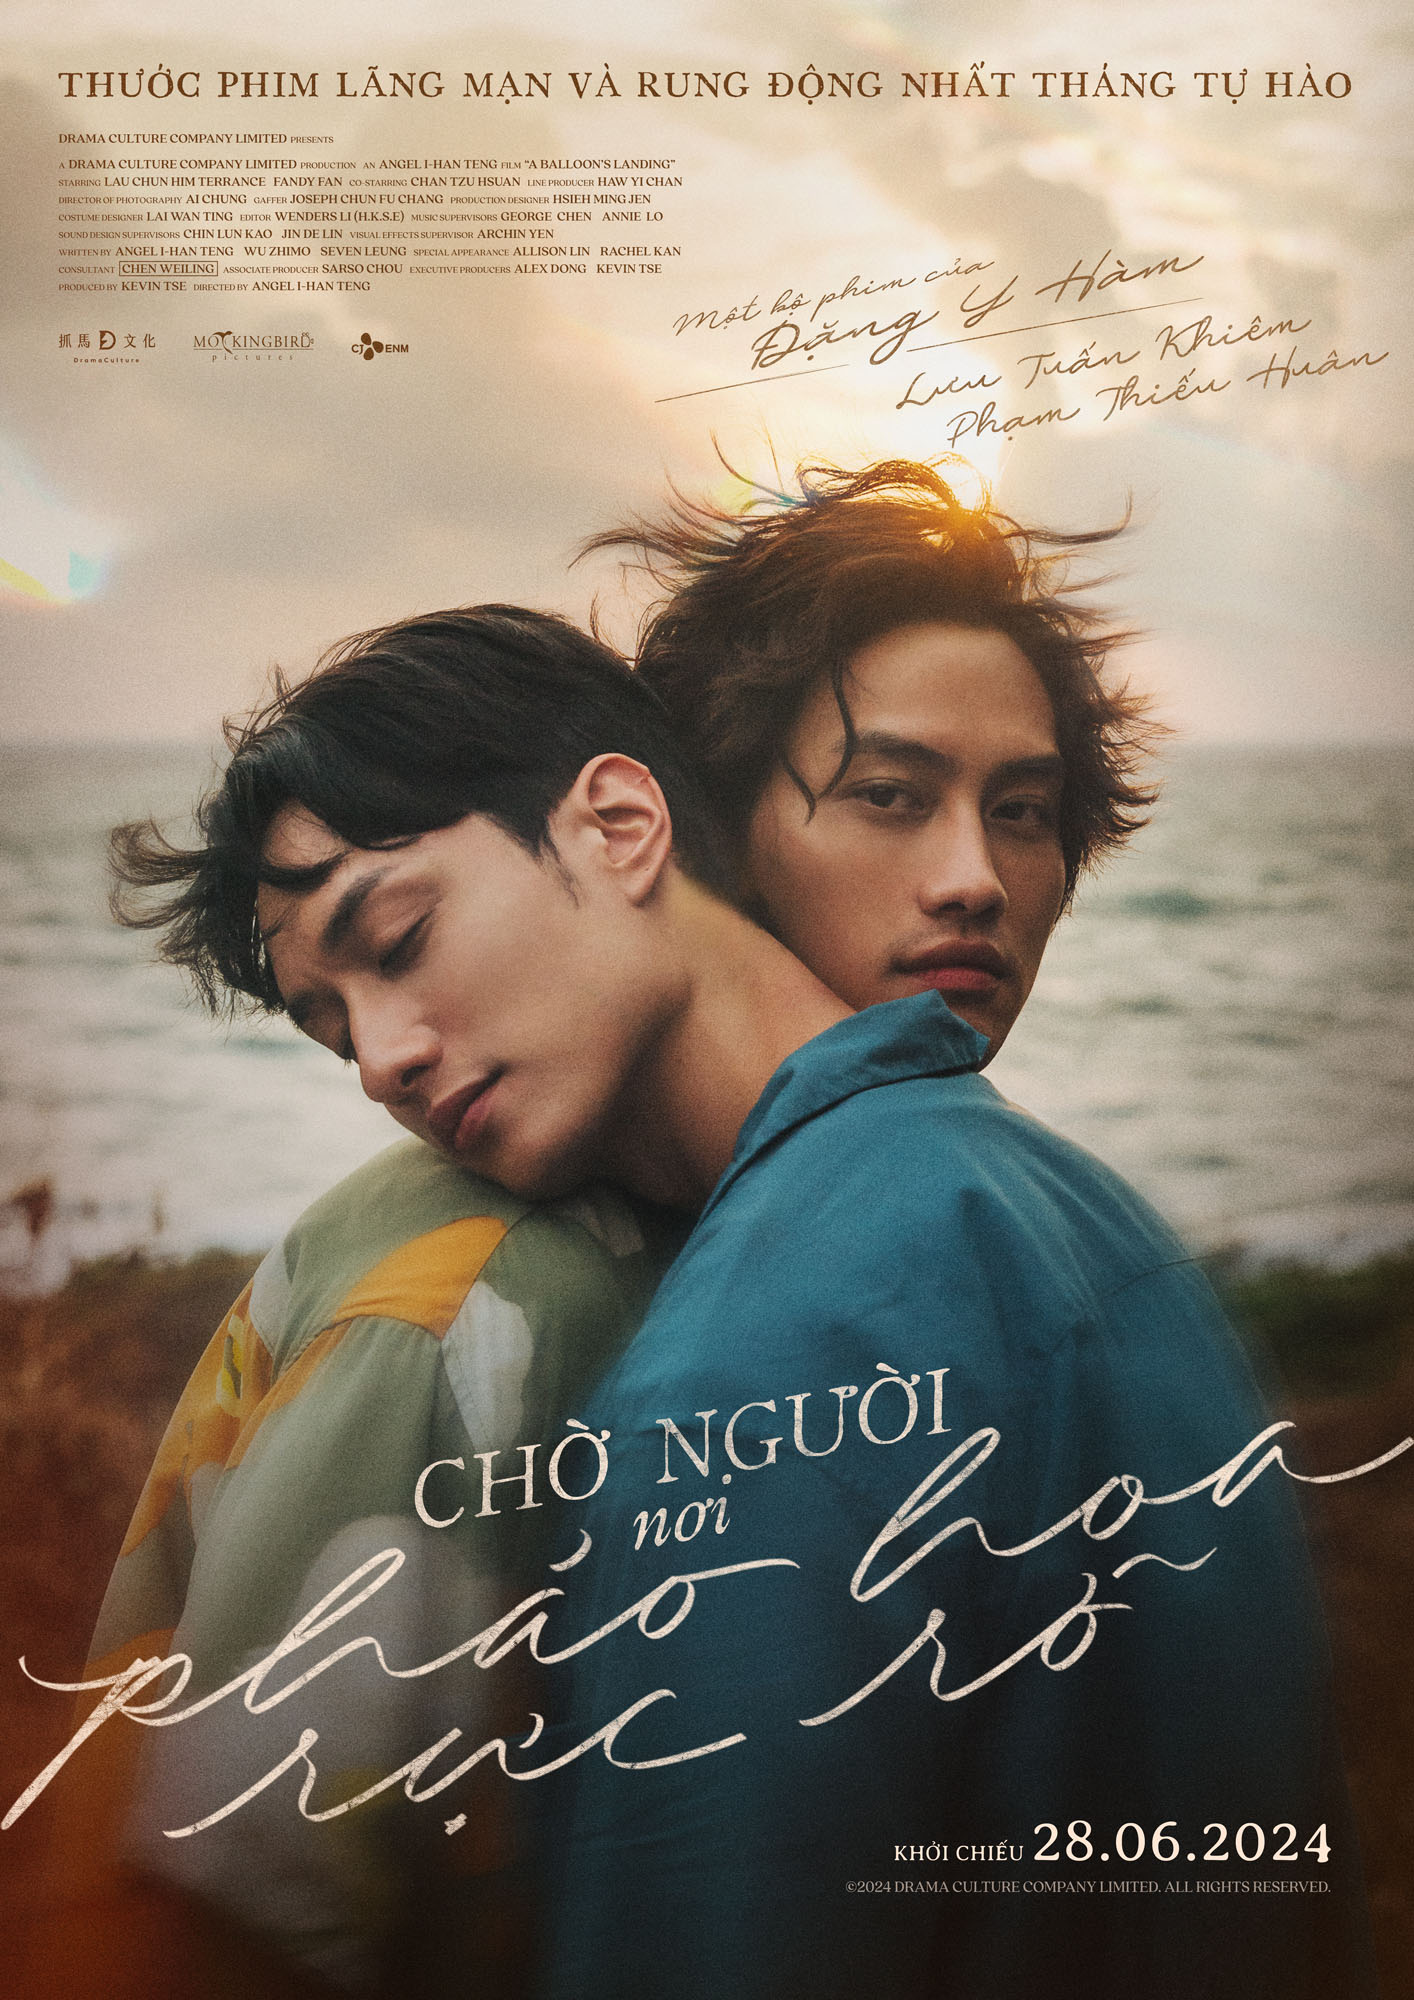 THƯỚC PHIM LÃNG MẠN VÀ RUNG ĐỘNG NHẤT THÁNG TỰ HÀO
DRAMA CULTURE COMPANY LIMITED PRESENTS
A DRAMA CULTURE COMPANY LIMITED PRODUCTION AN ANGEL I-HAN TENG FILM “A BALLOON’S LANDING”
STARRING LAU CHUN HIM TERRANCE FANDY FAN CO-STARRING CHAN TZU HSUAN LINE PRODUCER HAW YI CHAN
DIRECTOR OF PHOTOGRAPHY AI CHUNG GAFFER JOSEPH CHUN FU CHANG PRODUCTION DESIGNER HSIEH MING JEN
COSTUME DESIGNER LAI WAN TING EDITOR WENDERS LI (H.K.S.E) MUSIC SUPERVISORS GEORGE CHEN ANNIE LO
SOUND DESIGN SUPERVISORS CHIN LUN KAO JIN DE LIN VISUAL EFFECTS SUPERVISOR ARCHIN YEN
WRITTEN BY ANGEL I-HAN TENG WU ZHIMO SEVEN LEUNG SPECIAL APPEARANCE ALLISON LIN RACHEL KAN
CONSULTANT CHEN WEILING ASSOCIATE PRODUCER SARSO CHOU EXECUTIVE PRODUCERS ALEX DONG KEVIN TSE
PRODUCED BY KEVIN TSE DIRECTED BY ANGEL I-HAN TENG
抓馬 D 文化
DramaCulture
MOCKINGBIRD
pictures
CJ ENM
Một bộ phim của
Đặng Y Hàm
Lưu Tuấn Khiêm
Phạm Thiếu Huân
CHỜ NGƯỜI
nơi
pháo hoa
rực rỡ
KHỞI CHIẾU 28.06.2024
©2024 DRAMA CULTURE COMPANY LIMITED. ALL RIGHTS RESERVED.